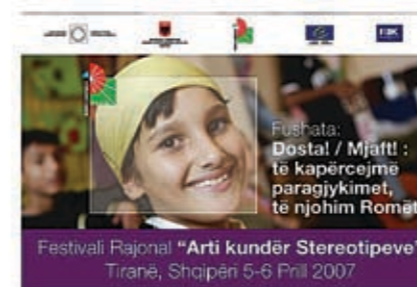 Fushata:
Dosta! / Mjaft! :
të kapërcejmë
paragjykimet,
të njohim Romët
Festivali Rajonal "Arti kundër Stereotipeve"
Tiranë, Shqipëri 5-6 Prill 2007